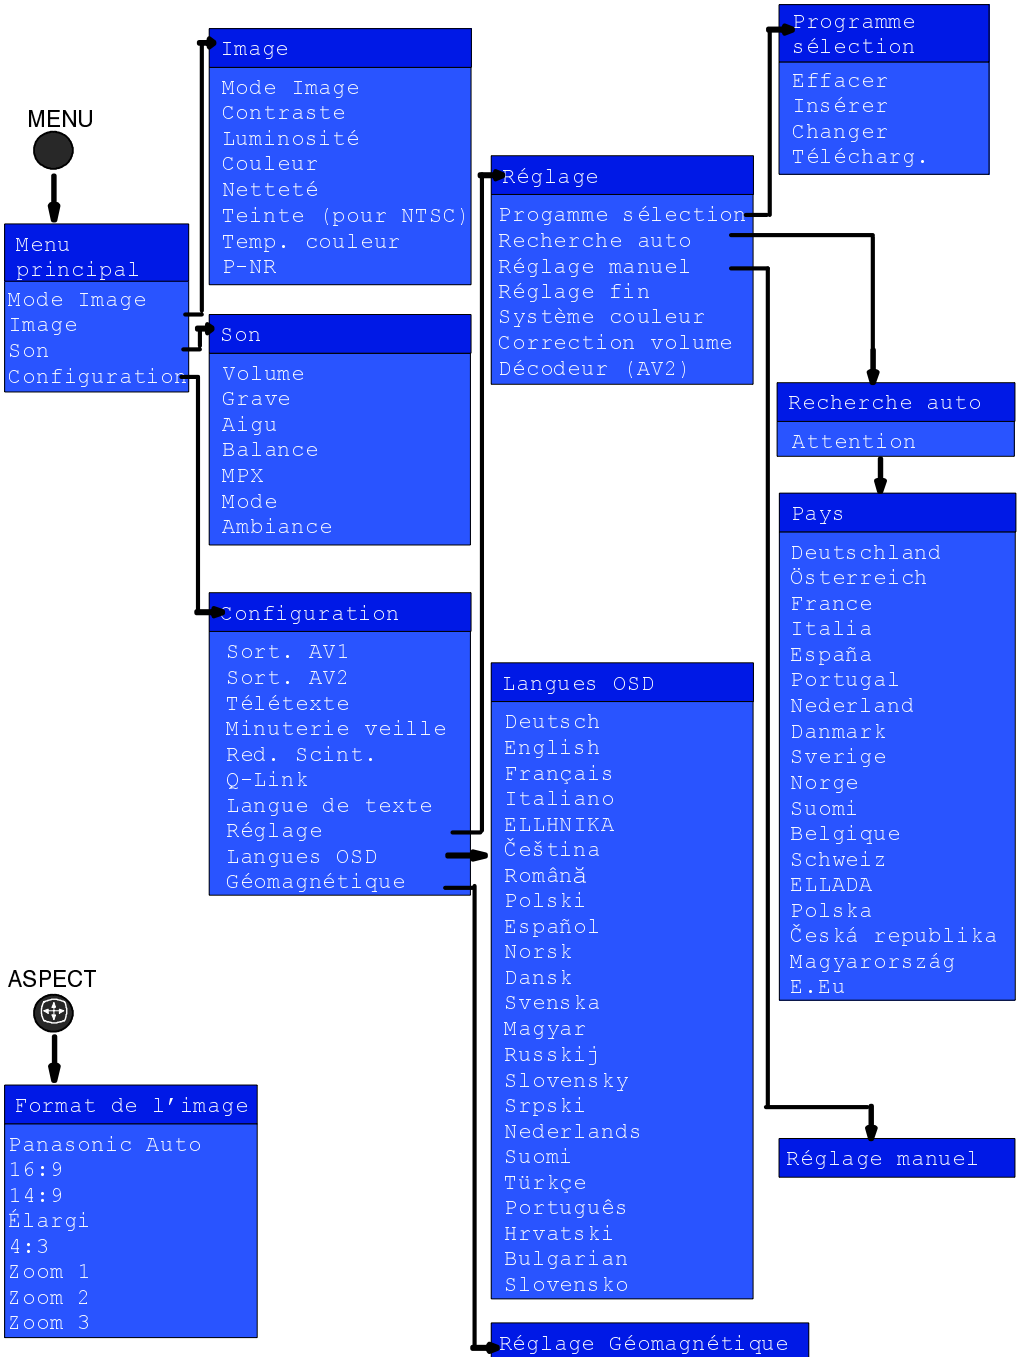 MENU
Menu
principal
Mode Image
Image
Son
Configuration
Image
Mode Image
Contraste
Luminosité
Couleur
Netteté
Teinte (pour NTSC)
Temp. couleur
P-NR
Son
Volume
Grave
Aigu
Balance
MPX
Mode
Ambiance
Configuration
Sort. AV1
Sort. AV2
Télétexte
Minuterie veille
Red. Scint.
Q-Link
Langue de texte
Réglage
Langues OSD
Géomagnétique
Réglage
Progamme sélection
Recherche auto
Réglage manuel
Réglage fin
Système couleur
Correction volume
Décodeur (AV2)
Programme
sélection
Effacer
Insérer
Changer
Télécharg.
Recherche auto
Attention
Pays
Deutschland
Österreich
France
Italia
España
Portugal
Nederland
Danmark
Sverige
Norge
Suomi
Belgique
Schweiz
ELLADA
Polska
Česká republika
Magyarország
E.Eu
Réglage manuel
Langues OSD
Deutsch
English
Français
Italiano
ELLHNIKA
Čeština
Română
Polski
Español
Norsk
Dansk
Svenska
Magyar
Russkij
Slovensky
Srpski
Nederlands
Suomi
Türkçe
Português
Hrvatski
Bulgarian
Slovensko
Réglage Géomagnétique
ASPECT
Format de l'image
Panasonic Auto
16:9
14:9
Élargi
4:3
Zoom 1
Zoom 2
Zoom 3